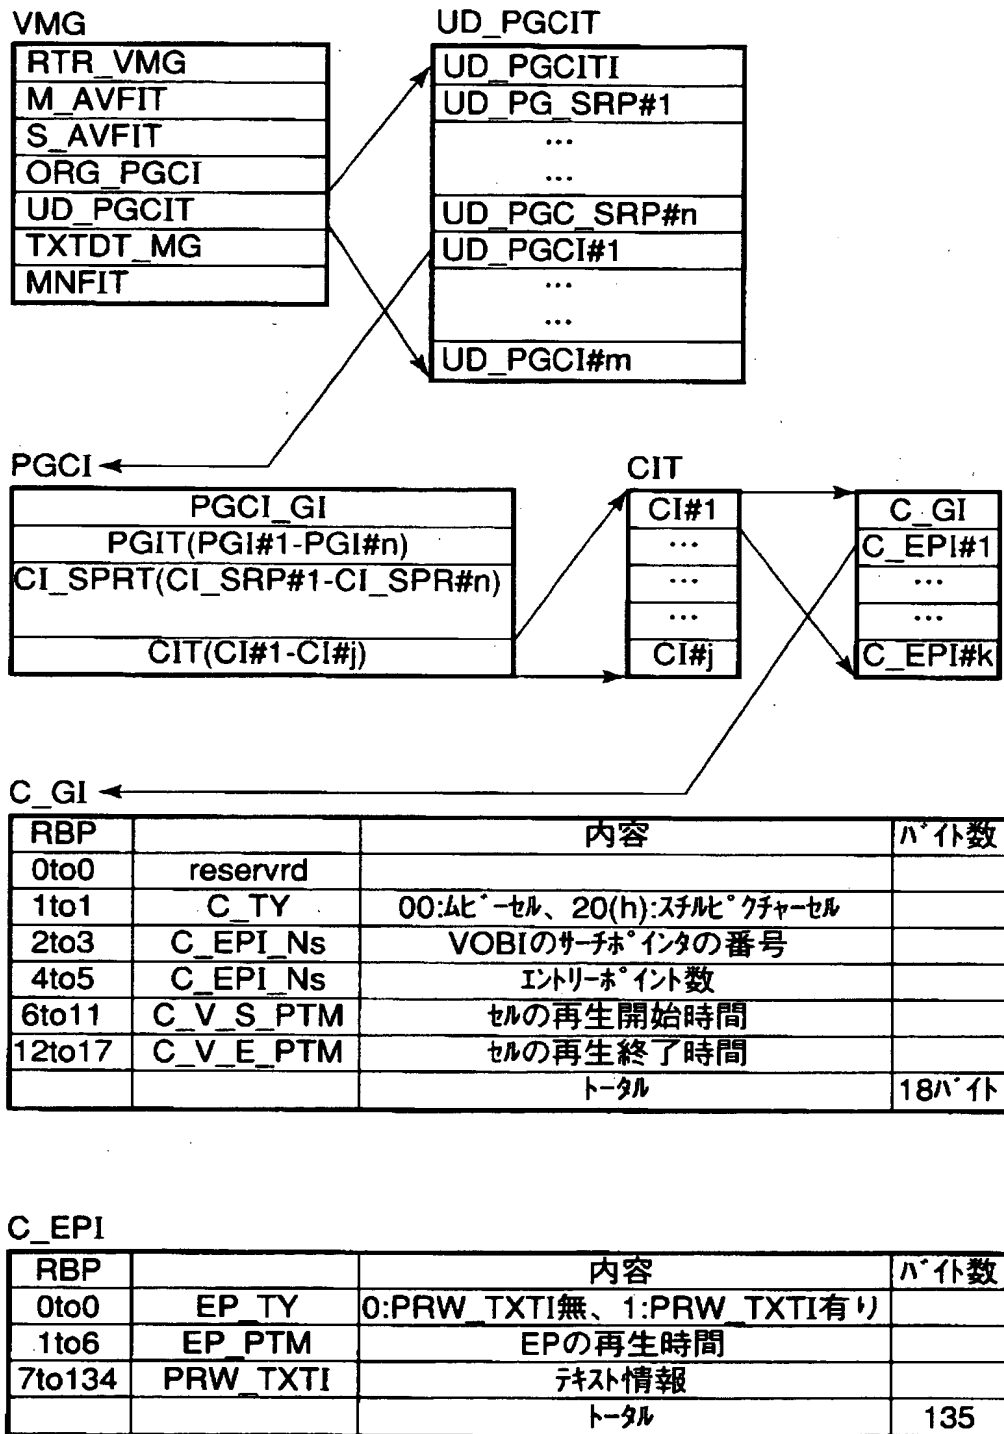 VMG
RTR_VMG
M_AVFIT
S_AVFIT
ORG_PGCI
UD_PGCIT
TXTDT_MG
MNFIT
UD_PGCIT
UD_PGCITI
UD_PG_SRP#1
...
...
UD_PGC_SRP#n
UD_PGCI#1
...
...
UD_PGCI#m
PGCI
PGCI_GI
PGIT(PGI#1-PGI#n)
CI_SPRT(CI_SRP#1-CI_SPR#n)
CIT(CI#1-CI#j)
CIT
CI#1
...
...
...
CI#j
C_GI
C_EPI#1
...
...
C_EPI#k
C_GI
RBP 内容 ﾊﾞｲﾄ数
0to0 reservrd
1to1 C_TY 00:ﾑﾋﾞｰｾﾙ、20(h):ｽﾁﾙﾋﾟｸﾁｬｰｾﾙ
2to3 C_EPI_Ns VOBIのｻｰﾁﾎﾟｲﾝﾀの番号
4to5 C_EPI_Ns ｴﾝﾄﾘｰﾎﾟｲﾝﾄ数
6to11 C_V_S_PTM ｾﾙの再生開始時間
12to17 C_V_E_PTM ｾﾙの再生終了時間
ﾄｰﾀﾙ 18ﾊﾞｲﾄ
C_EPI
RBP 内容 ﾊﾞｲﾄ数
0to0 EP_TY 0:PRW_TXTI無、1:PRW_TXTI有り
1to6 EP_PTM EPの再生時間
7to134 PRW_TXTI ﾃｷｽﾄ情報
ﾄｰﾀﾙ 135